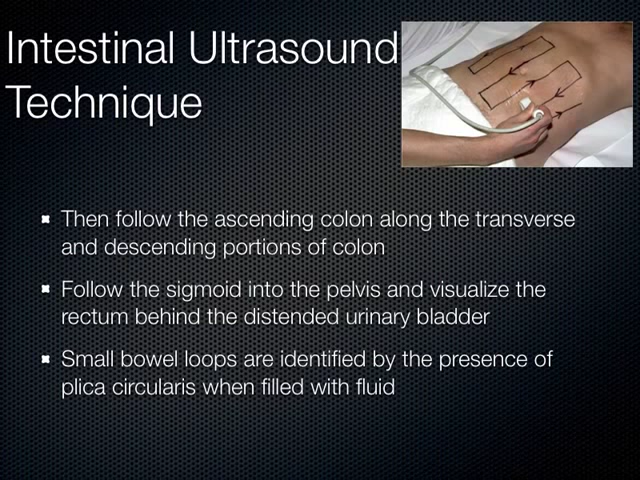 Intestinal Ultrasound
Technique
Then follow the ascending colon along the transverse
and descending portions of colon
Follow the sigmoid into the pelvis and visualize the
rectum behind the distended urinary bladder
Small bowel loops are identified by the presence of
plica circularis when filled with fluid